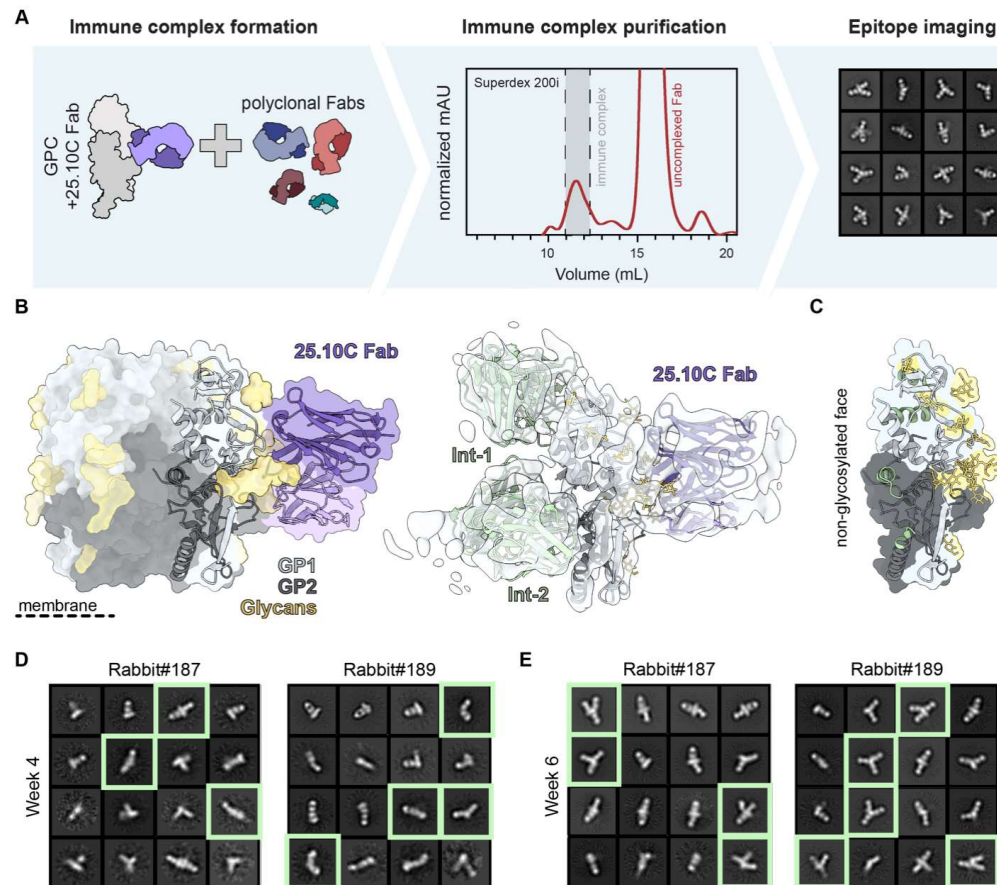 A
Immune complex formation
Immune complex purification
Epitope imaging
GPC
+25.10C Fab
polyclonal Fabs
normalized mAU
Superdex 200i
immune complex
uncomplexed Fab
10
15
20
Volume (mL)
B
25.10C Fab
GP1
GP2
Glycans
membrane
25.10C Fab
Int-1
Int-2
C
non-glycosylated face
D
Rabbit#187
Rabbit#189
Week 4
E
Rabbit#187
Rabbit#189
Week 6